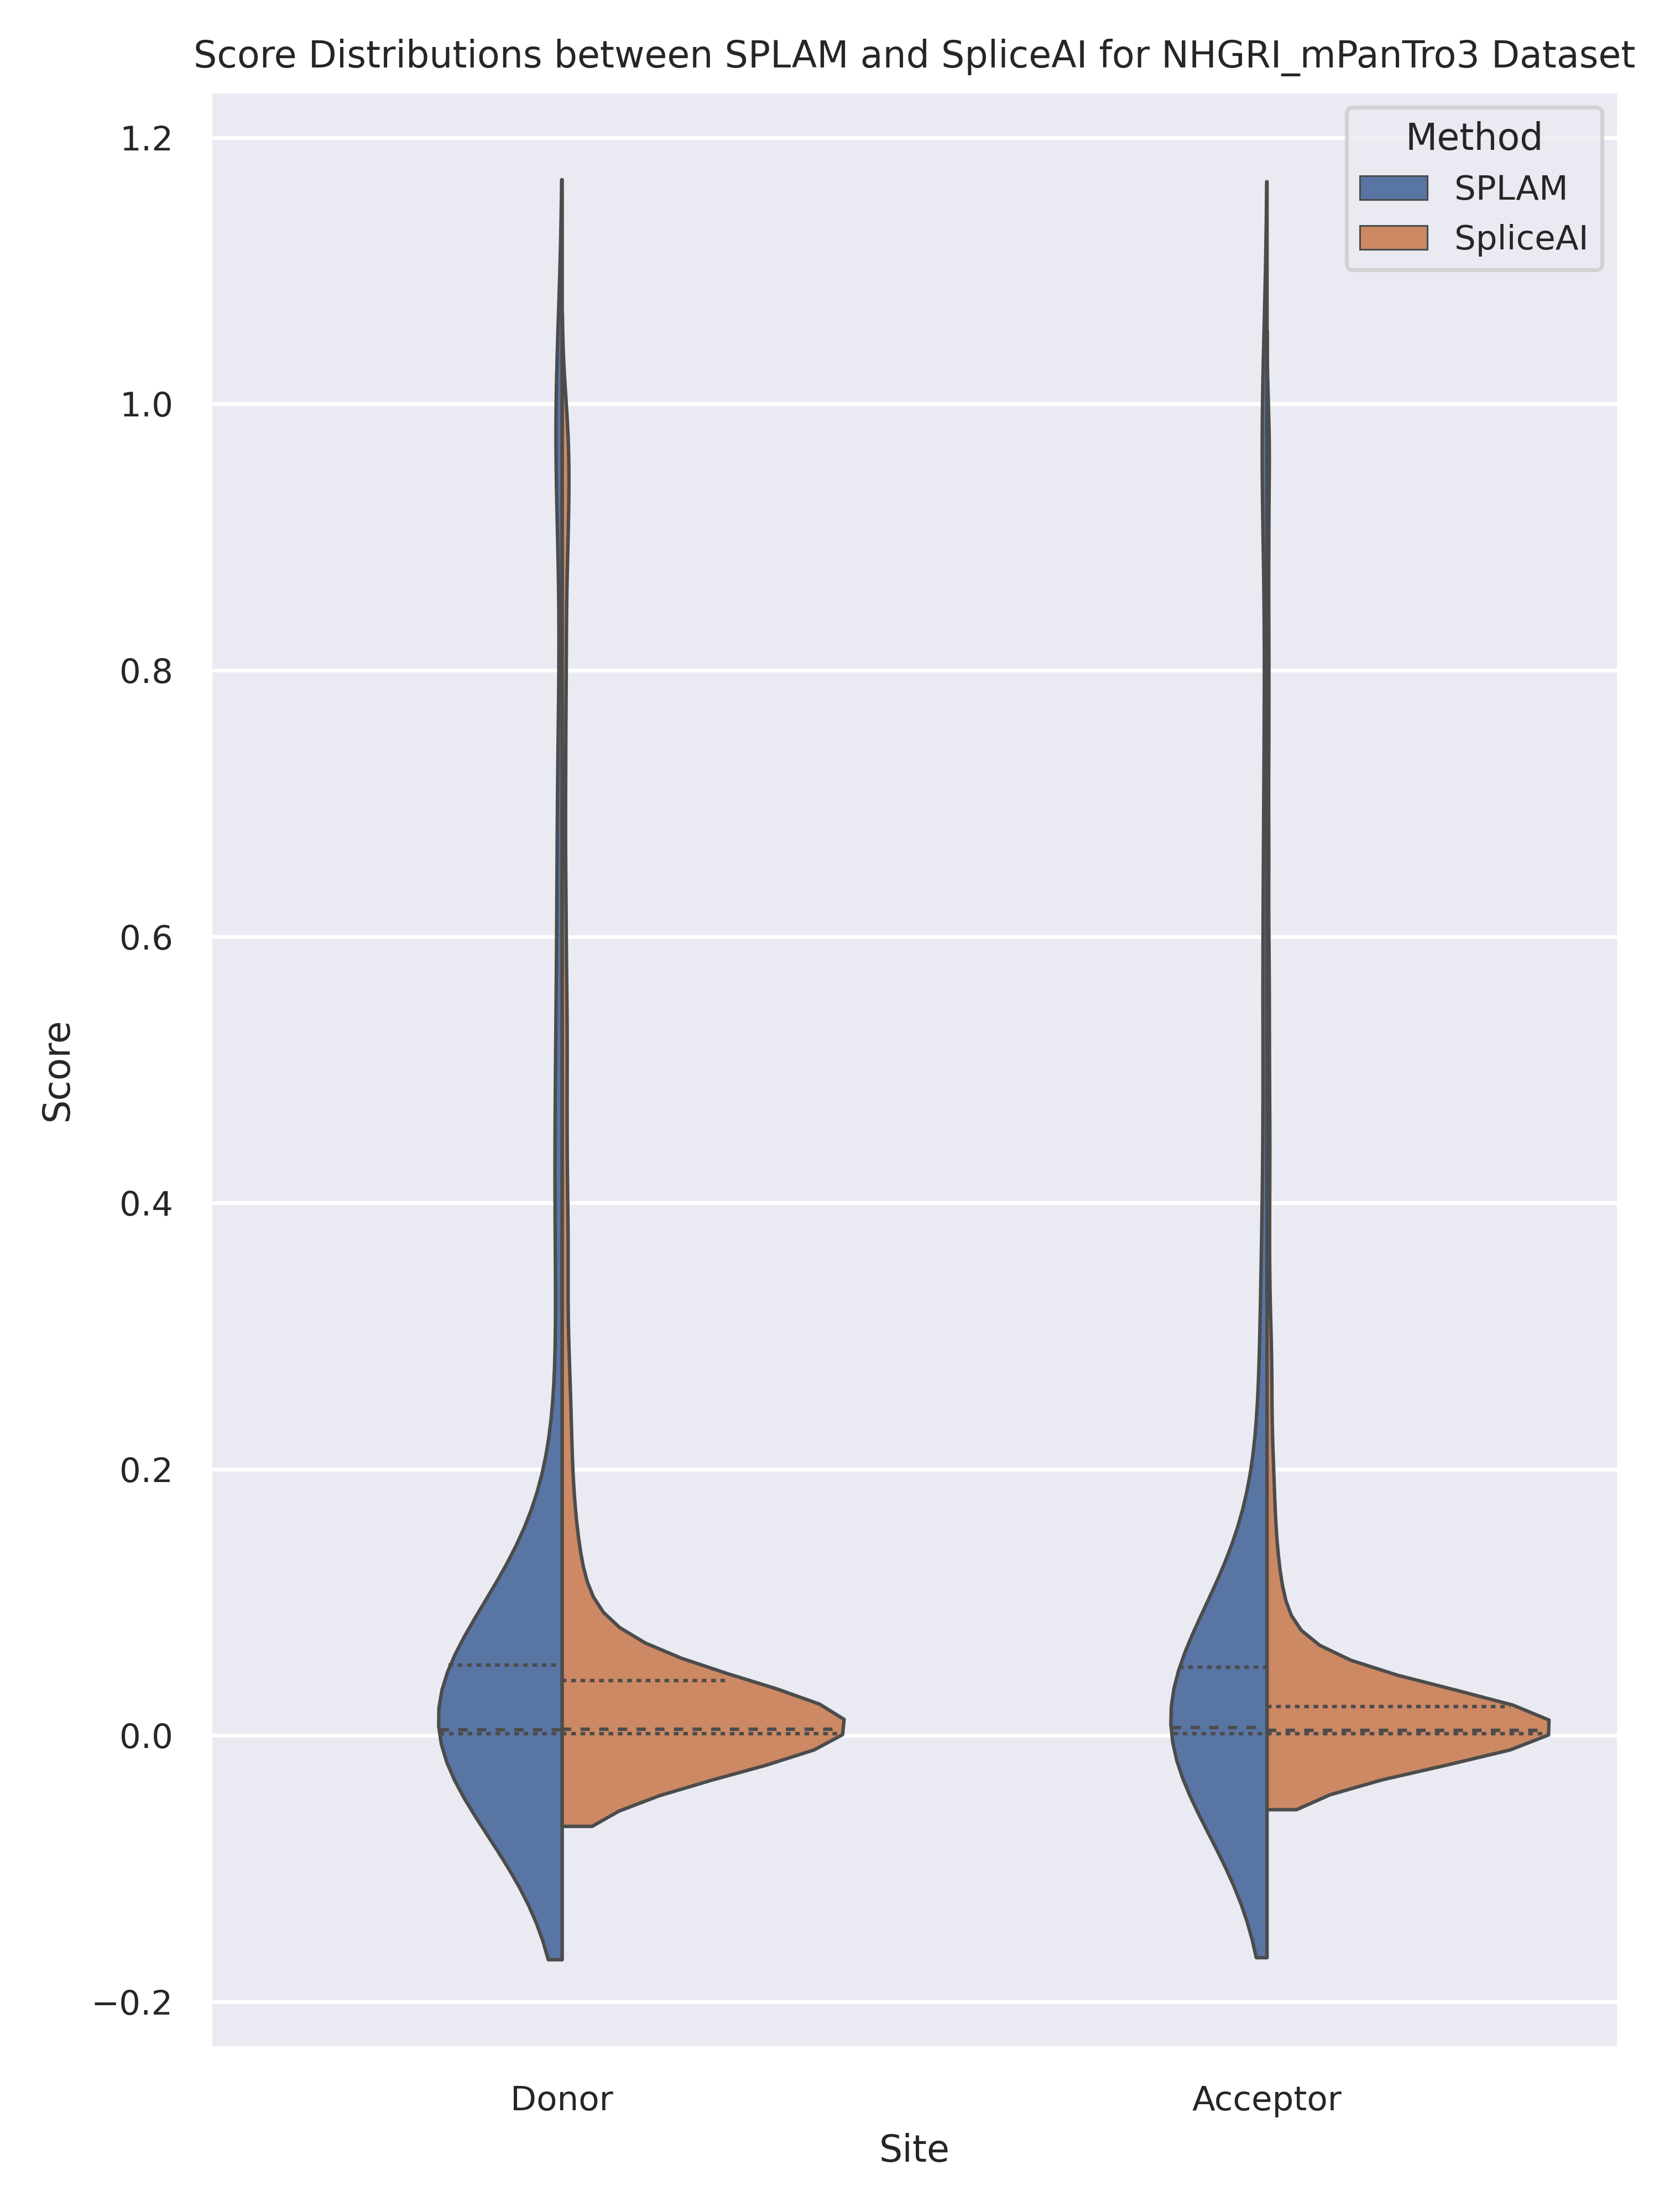 Score Distributions between SPLAM and SpliceAI for NHGRI_mPanTro3 Dataset
Method
SPLAM
SpliceAI
1.2
1.0
0.8
0.6
0.4
0.2
0.0
−0.2
Score
Donor
Acceptor
Site